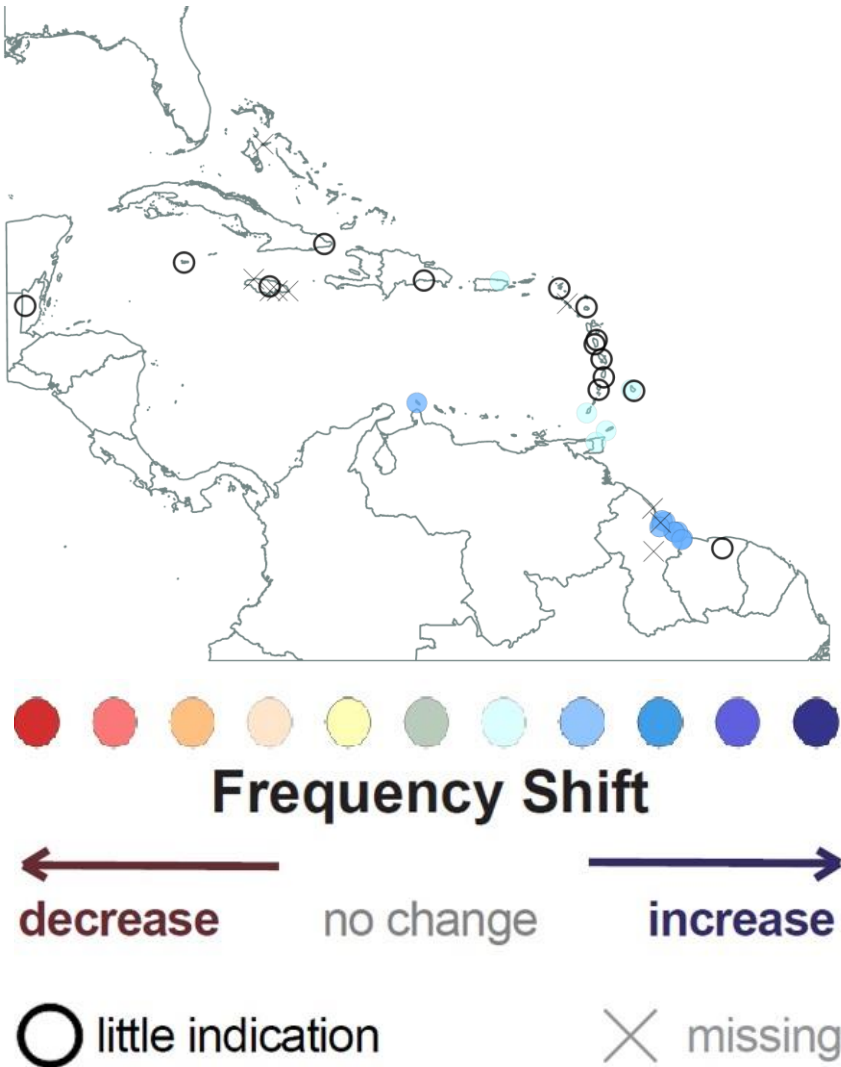 Frequency Shift
decrease no change increase
little indication missing